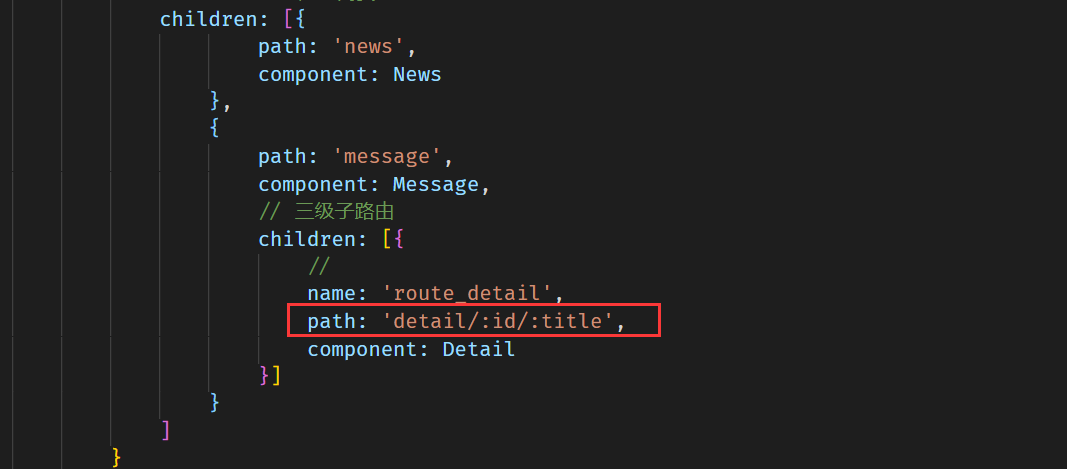 children: [{
path: 'news',
component: News
},
{
path: 'message',
component: Message,
// 三级子路由
children: [{
//
name: 'route_detail',
path: 'detail/:id/:title',
component: Detail
}]
}
]
}